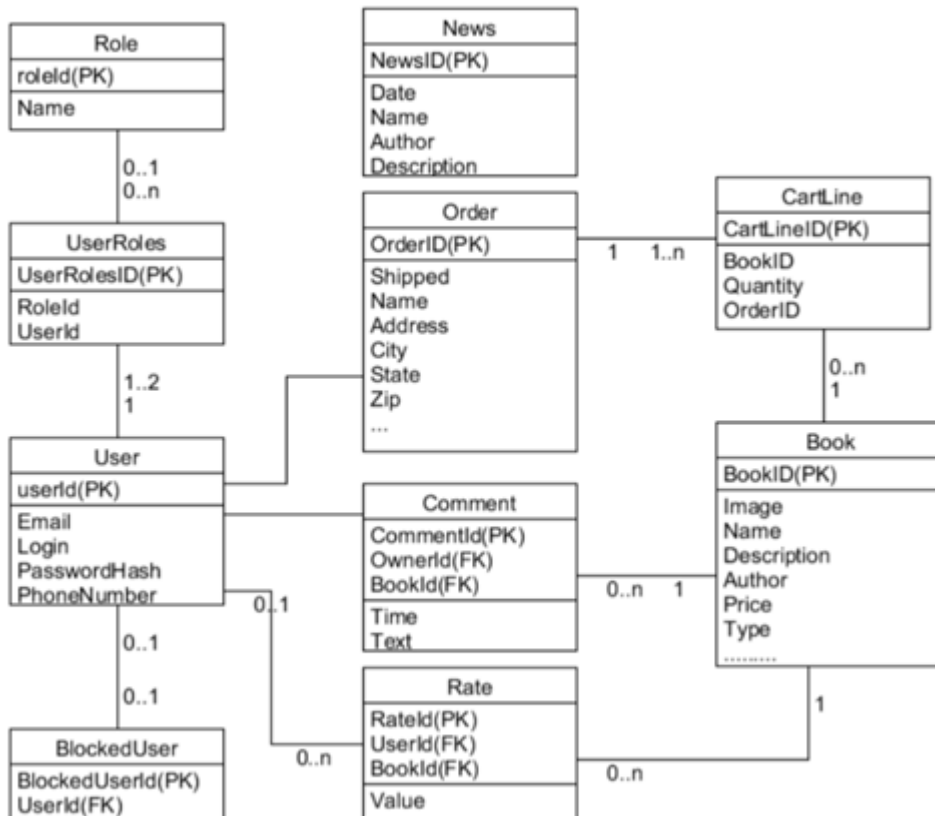 Role
roleId(PK)
Name
0..1
0..n
UserRoles
UserRolesID(PK)
RoleId
UserId
1..2
1
User
userId(PK)
Email
Login
PasswordHash
PhoneNumber
0..1
0..1
0..1
BlockedUser
BlockedUserId(PK)
UserId(FK)
News
NewsID(PK)
Date
Name
Author
Description
Order
OrderID(PK)
Shipped
Name
Address
City
State
Zip
...
1 1..n
Comment
CommentId(PK)
OwnerId(FK)
BookId(FK)
Time
Text
0..n 1
Rate
RateId(PK)
UserId(FK)
BookId(FK)
Value
0..n
0..n
1
CartLine
CartLineID(PK)
BookID
Quantity
OrderID
0..n
1
Book
BookID(PK)
Image
Name
Description
Author
Price
Type
.........